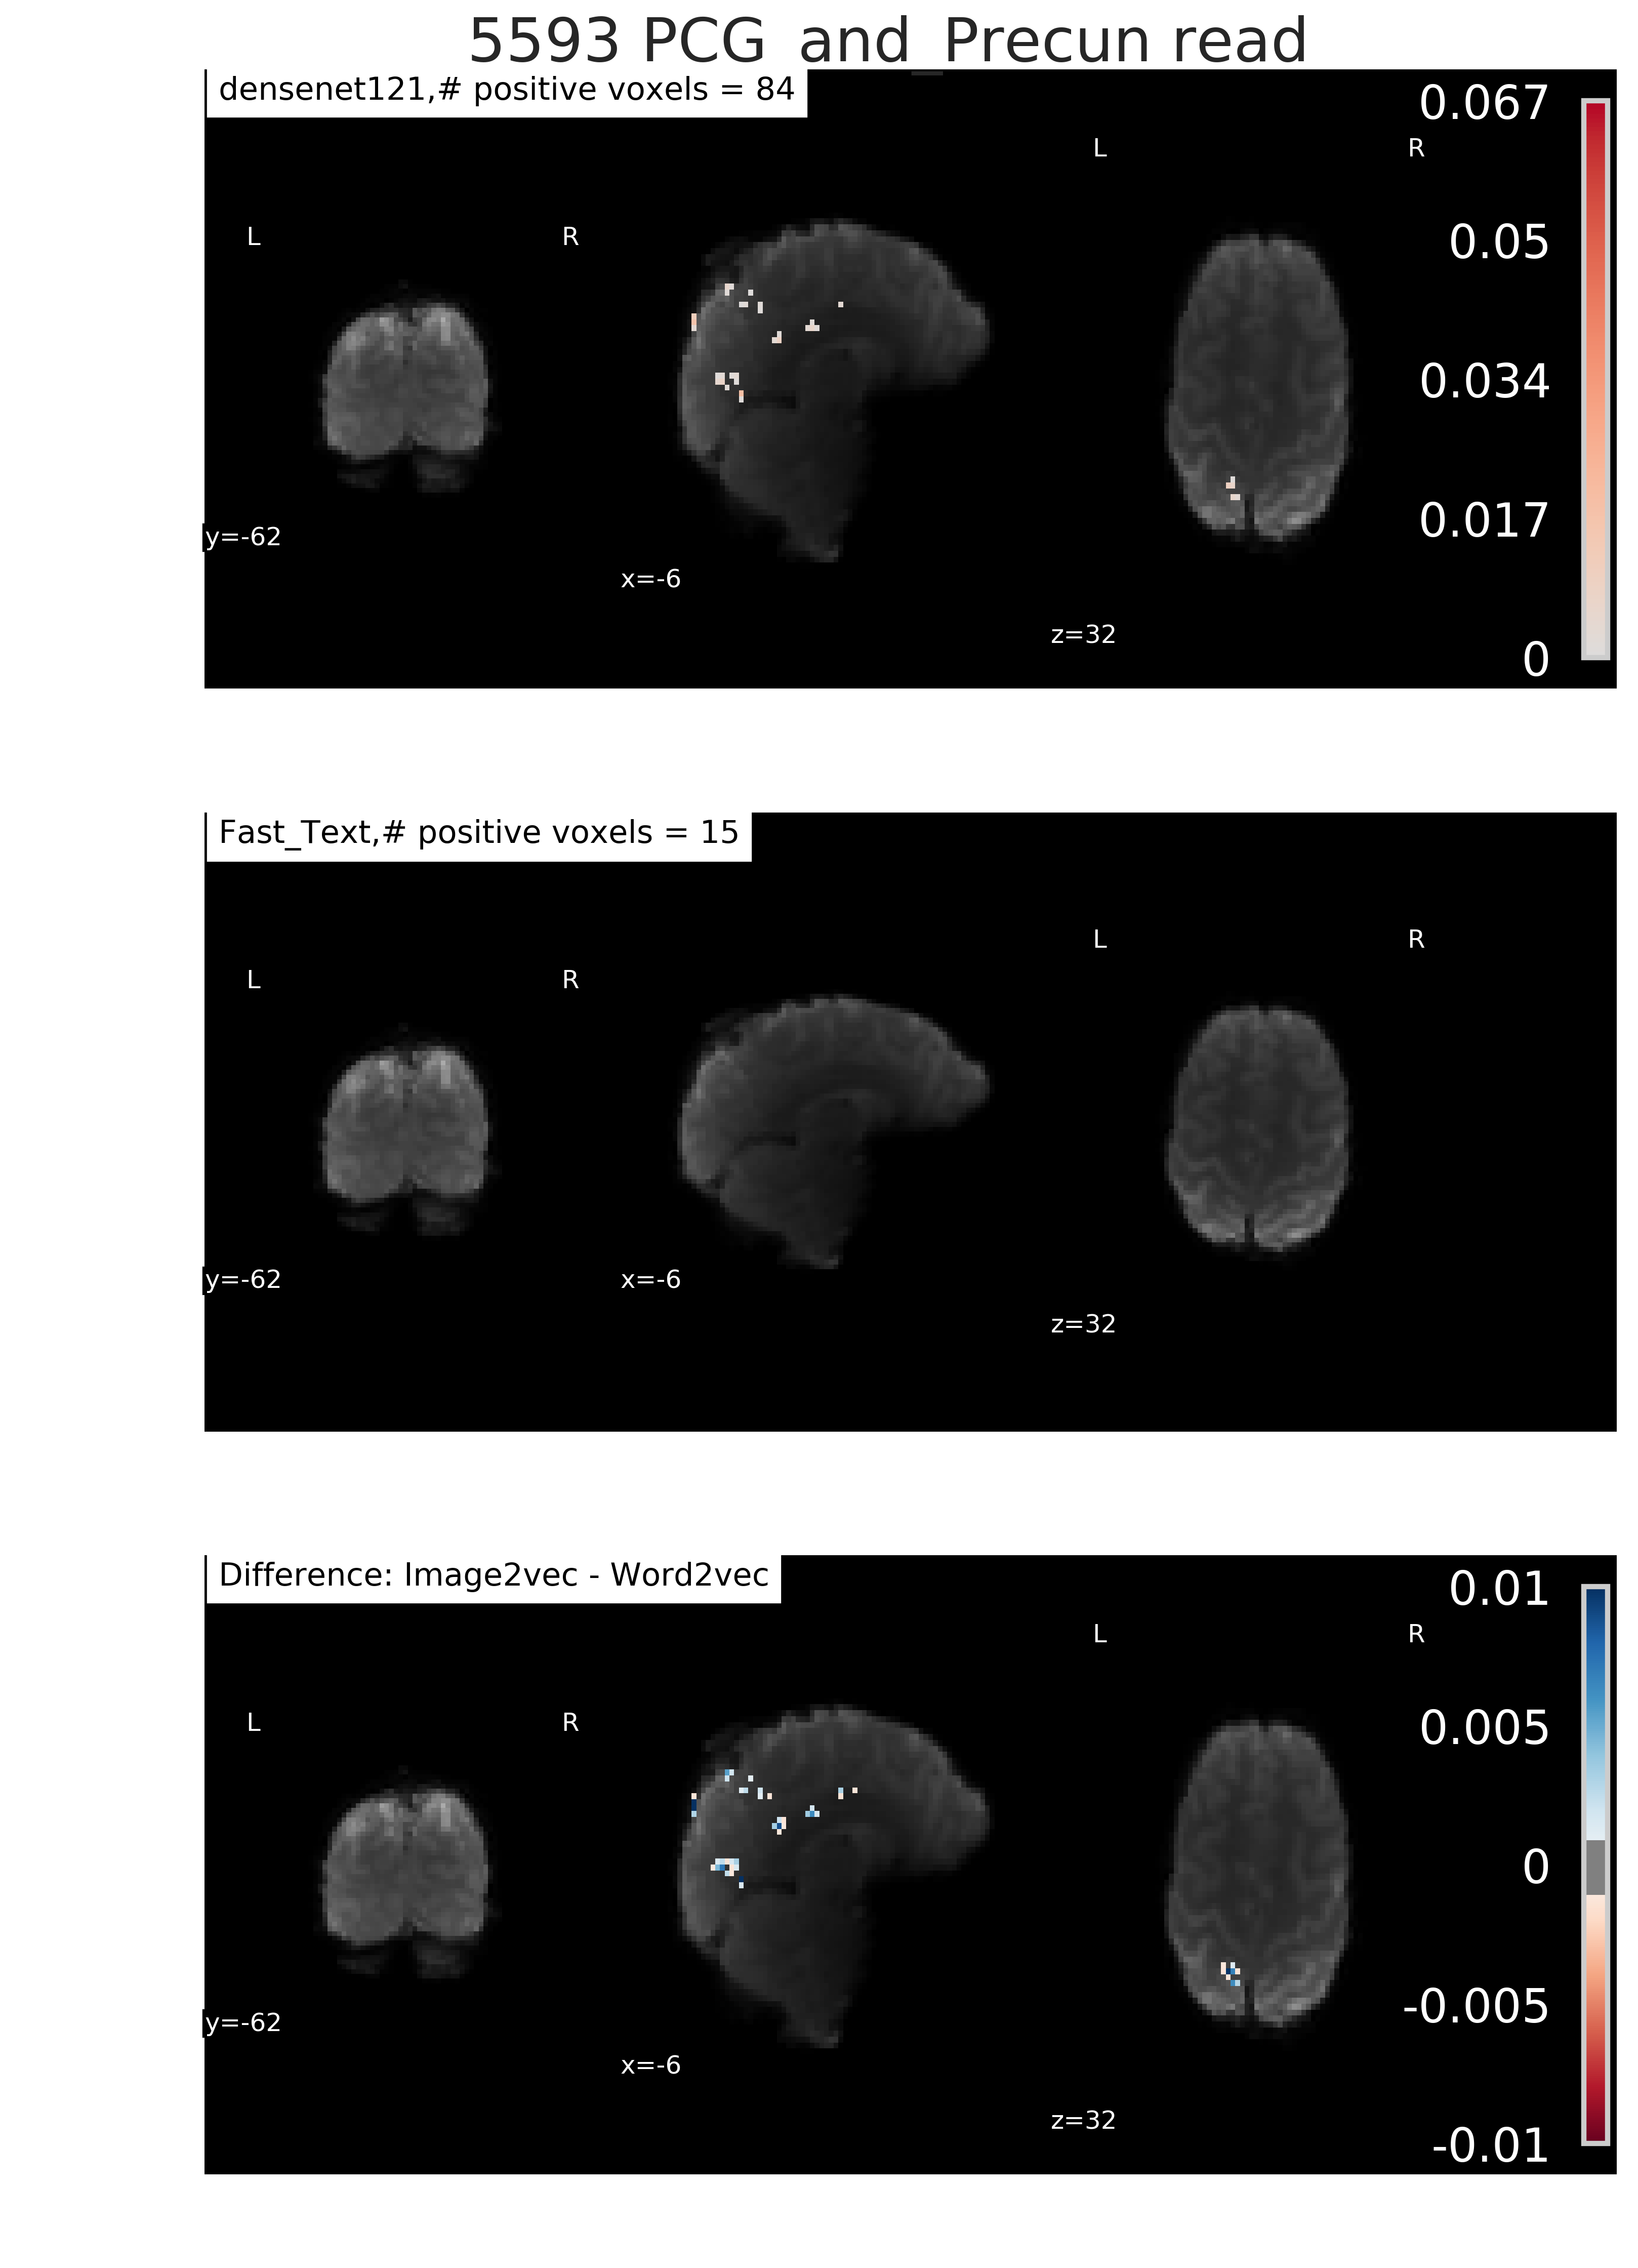 5593 PCG_and_Precun read
densenet121,# positive voxels = 84
0.067
L R
0.05
L R
0.034
0.017
y=-62
x=-6
z=32
0
Fast_Text,# positive voxels = 15
L R
L R
y=-62
x=-6
z=32
Difference: Image2vec - Word2vec
0.01
L R
L R
0.005
0
-0.005
y=-62
x=-6
z=32
-0.01